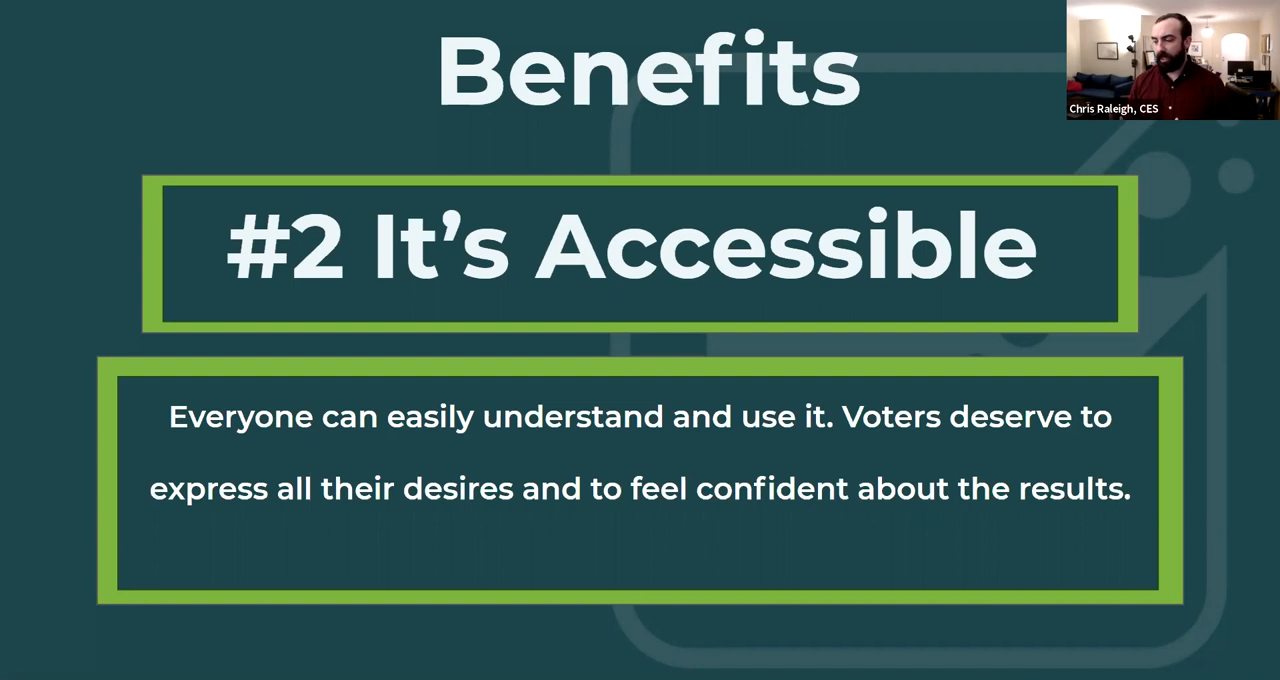 Benefits
Chris Raleigh, CES
#2 It's Accessible
Everyone can easily understand and use it. Voters deserve to
express all their desires and to feel confident about the results.